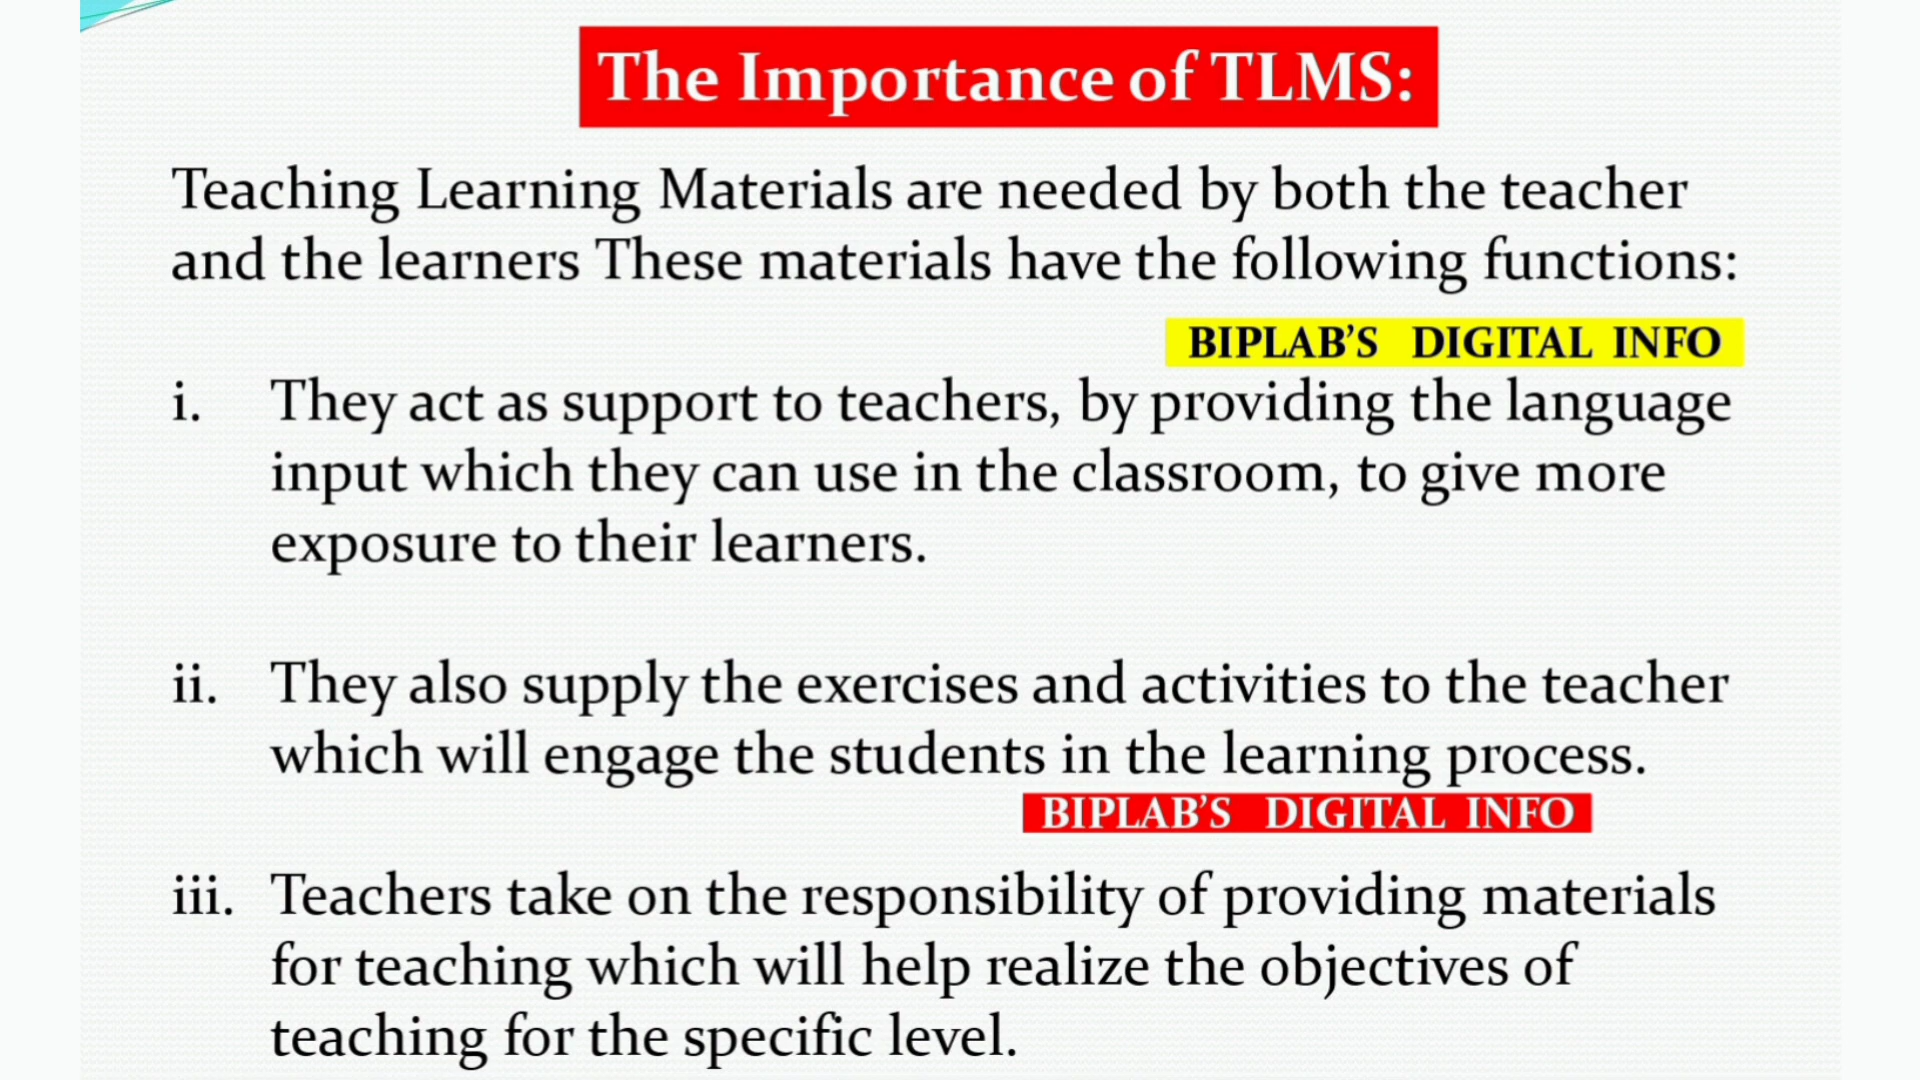 The Importance of TLMS:
Teaching Learning Materials are needed by both the teacher
and the learners These materials have the following functions:
BIPLAB'S DIGITAL INFO
i. They act as support to teachers, by providing the language
input which they can use in the classroom, to give more
exposure to their learners.
ii. They also supply the exercises and activities to the teacher
which will engage the students in the learning process.
BIPLAB'S DIGITAL INFO
iii. Teachers take on the responsibility of providing materials
for teaching which will help realize the objectives of
teaching for the specific level.